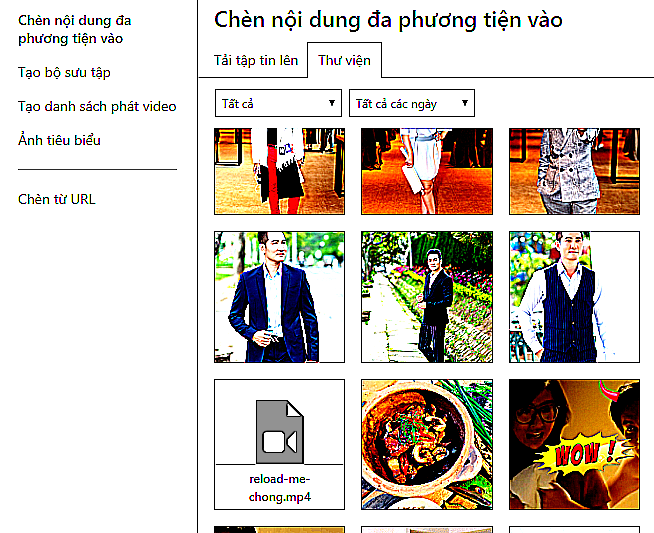 Chèn nội dung đa
phương tiện vào
Tạo bộ sưu tập
Tạo danh sách phát video
Ảnh tiêu biểu
Chèn từ URL
Chèn nội dung đa phương tiện vào
Tải tập tin lên
Thư viện
Tất cả
Tất cả các ngày
reload-me-
chong.mp4
WOW !